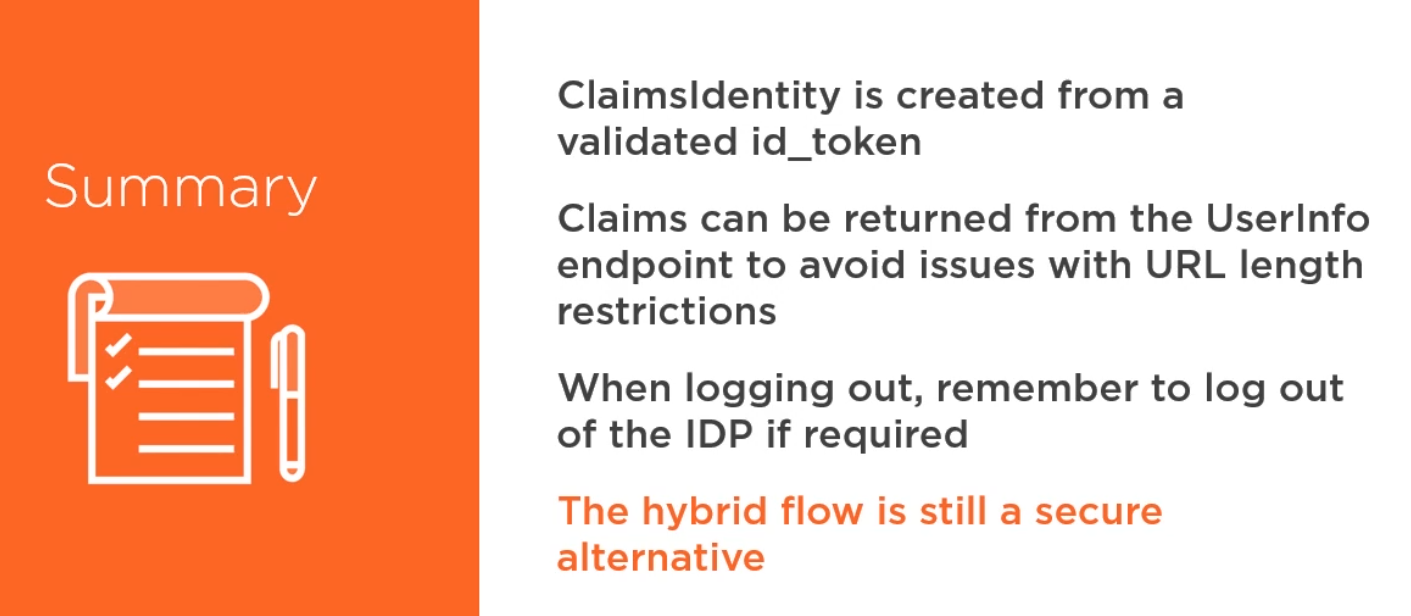 Summary
ClaimsIdentity is created from a
validated id_token
Claims can be returned from the UserInfo
endpoint to avoid issues with URL length
restrictions
When logging out, remember to log out
of the IDP if required
The hybrid flow is still a secure
alternative